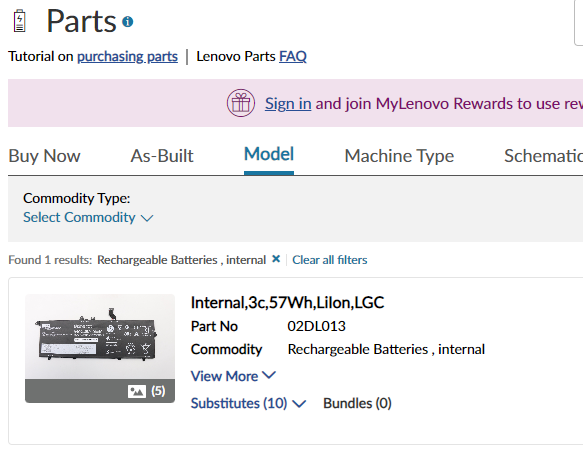 Parts
Tutorial on purchasing parts | Lenovo Parts FAQ
Sign in and join MyLenovo Rewards to use
Buy Now As-Built Model Machine Type
Commodity Type:
Select Commodity
Found 1 results: Rechargeable Batteries , internal × | Clear all filters
Internal,3c,57Wh,LiIon,LGC
Part No 02DL013
Commodity Rechargeable Batteries , internal
View More
(5)
Substitutes (10) Bundles (0)